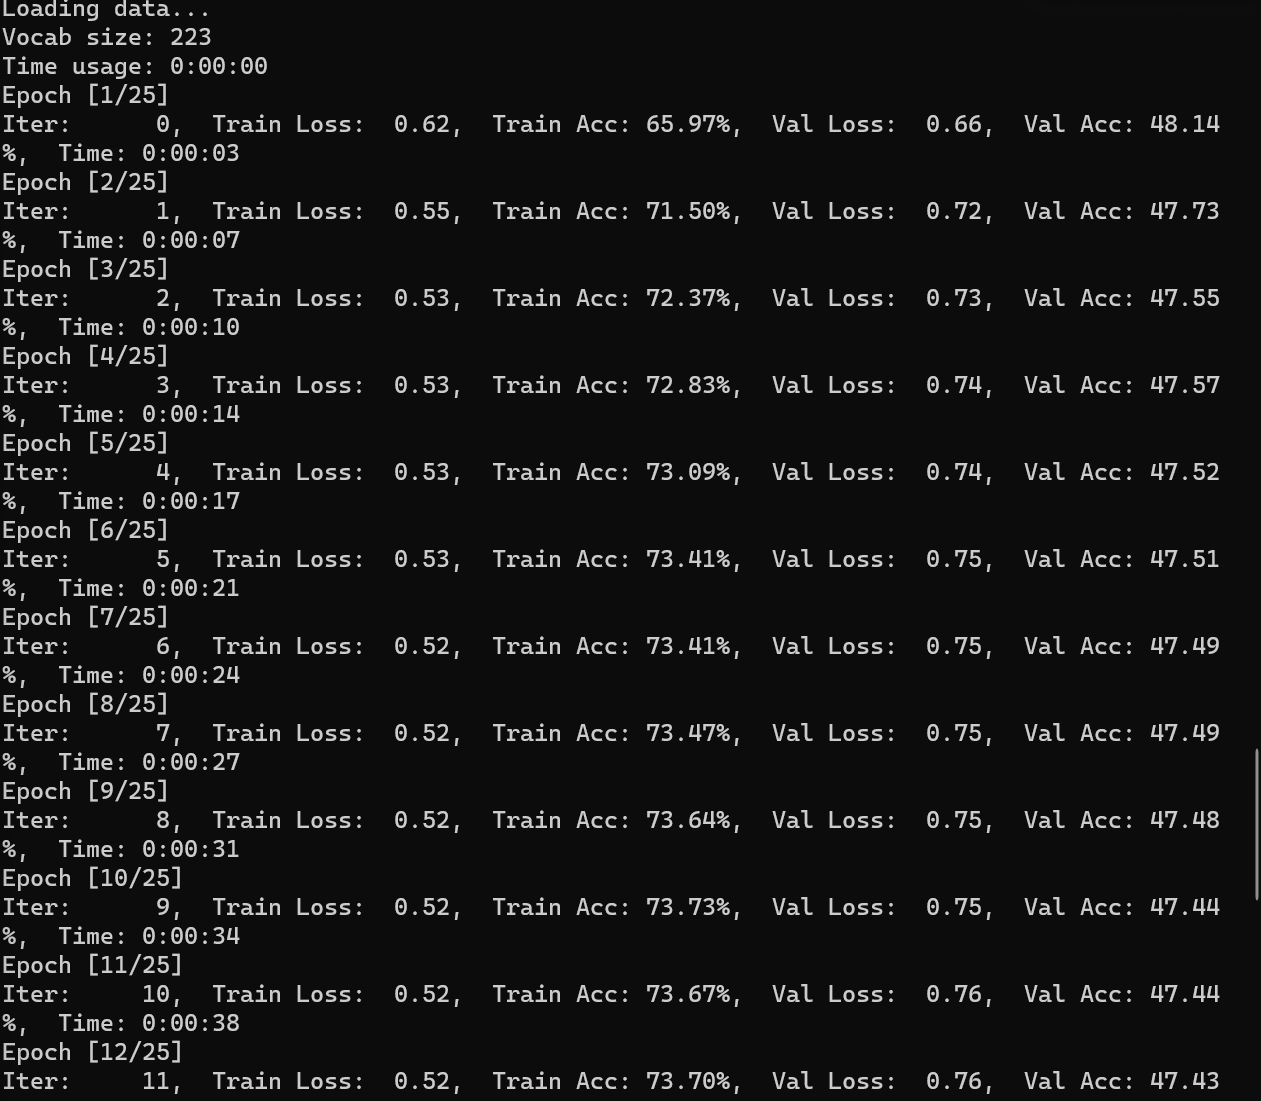 Loading data...
Vocab size: 223
Time usage: 0:00:00
Epoch [1/25]
Iter:      0,  Train Loss:  0.62,  Train Acc: 65.97%,  Val Loss:  0.66,  Val Acc: 48.14
%,  Time: 0:00:03
Epoch [2/25]
Iter:      1,  Train Loss:  0.55,  Train Acc: 71.50%,  Val Loss:  0.72,  Val Acc: 47.73
%,  Time: 0:00:07
Epoch [3/25]
Iter:      2,  Train Loss:  0.53,  Train Acc: 72.37%,  Val Loss:  0.73,  Val Acc: 47.55
%,  Time: 0:00:10
Epoch [4/25]
Iter:      3,  Train Loss:  0.53,  Train Acc: 72.83%,  Val Loss:  0.74,  Val Acc: 47.57
%,  Time: 0:00:14
Epoch [5/25]
Iter:      4,  Train Loss:  0.53,  Train Acc: 73.09%,  Val Loss:  0.74,  Val Acc: 47.52
%,  Time: 0:00:17
Epoch [6/25]
Iter:      5,  Train Loss:  0.53,  Train Acc: 73.41%,  Val Loss:  0.75,  Val Acc: 47.51
%,  Time: 0:00:21
Epoch [7/25]
Iter:      6,  Train Loss:  0.52,  Train Acc: 73.41%,  Val Loss:  0.75,  Val Acc: 47.49
%,  Time: 0:00:24
Epoch [8/25]
Iter:      7,  Train Loss:  0.52,  Train Acc: 73.47%,  Val Loss:  0.75,  Val Acc: 47.49
%,  Time: 0:00:27
Epoch [9/25]
Iter:      8,  Train Loss:  0.52,  Train Acc: 73.64%,  Val Loss:  0.75,  Val Acc: 47.48
%,  Time: 0:00:31
Epoch [10/25]
Iter:      9,  Train Loss:  0.52,  Train Acc: 73.73%,  Val Loss:  0.75,  Val Acc: 47.44
%,  Time: 0:00:34
Epoch [11/25]
Iter:     10,  Train Loss:  0.52,  Train Acc: 73.67%,  Val Loss:  0.76,  Val Acc: 47.44
%,  Time: 0:00:38
Epoch [12/25]
Iter:     11,  Train Loss:  0.52,  Train Acc: 73.70%,  Val Loss:  0.76,  Val Acc: 47.43